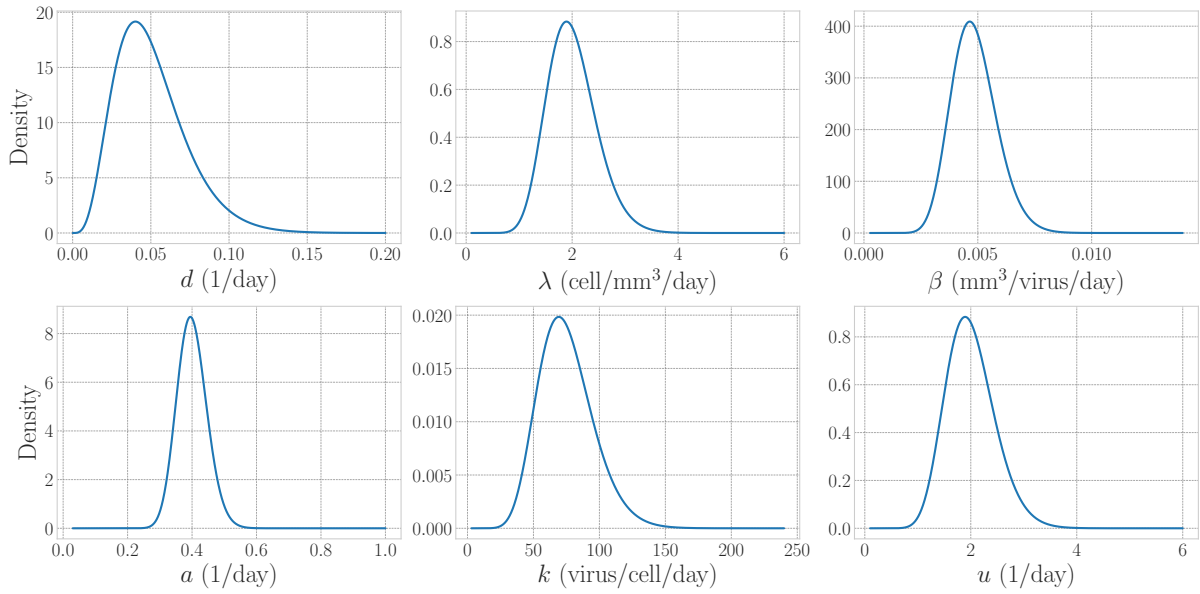 Density
20
15
10
5
0
0.00 0.05 0.10 0.15 0.20
d (1/day)
0.8
0.6
0.4
0.2
0.0
0 2 4 6
λ (cell/mm³/day)
400
300
200
100
0
0.000 0.005 0.010
β (mm³/virus/day)
Density
8
6
4
2
0
0.0 0.2 0.4 0.6 0.8 1.0
a (1/day)
0.020
0.015
0.010
0.005
0.000
0 50 100 150 200 250
k (virus/cell/day)
0.8
0.6
0.4
0.2
0.0
0 2 4 6
u (1/day)